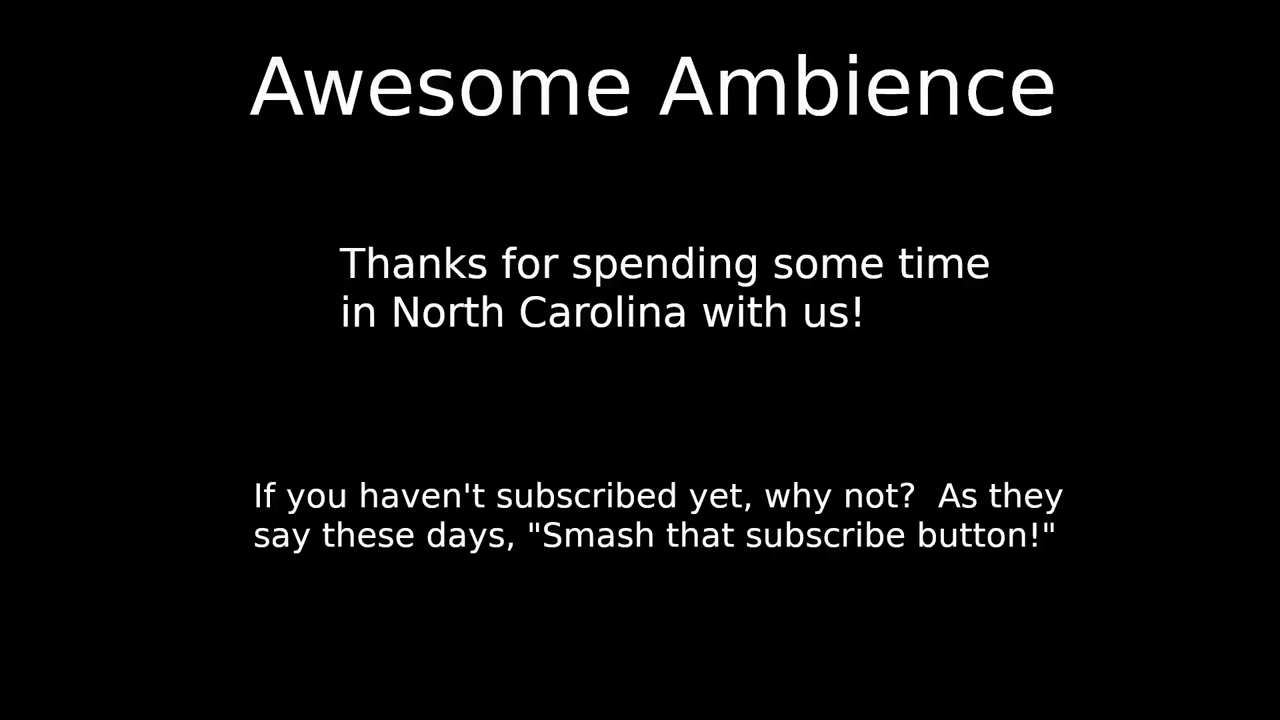 Awesome Ambience
Thanks for spending some time
in North Carolina with us!
If you haven't subscribed yet, why not?  As they
say these days, "Smash that subscribe button!"